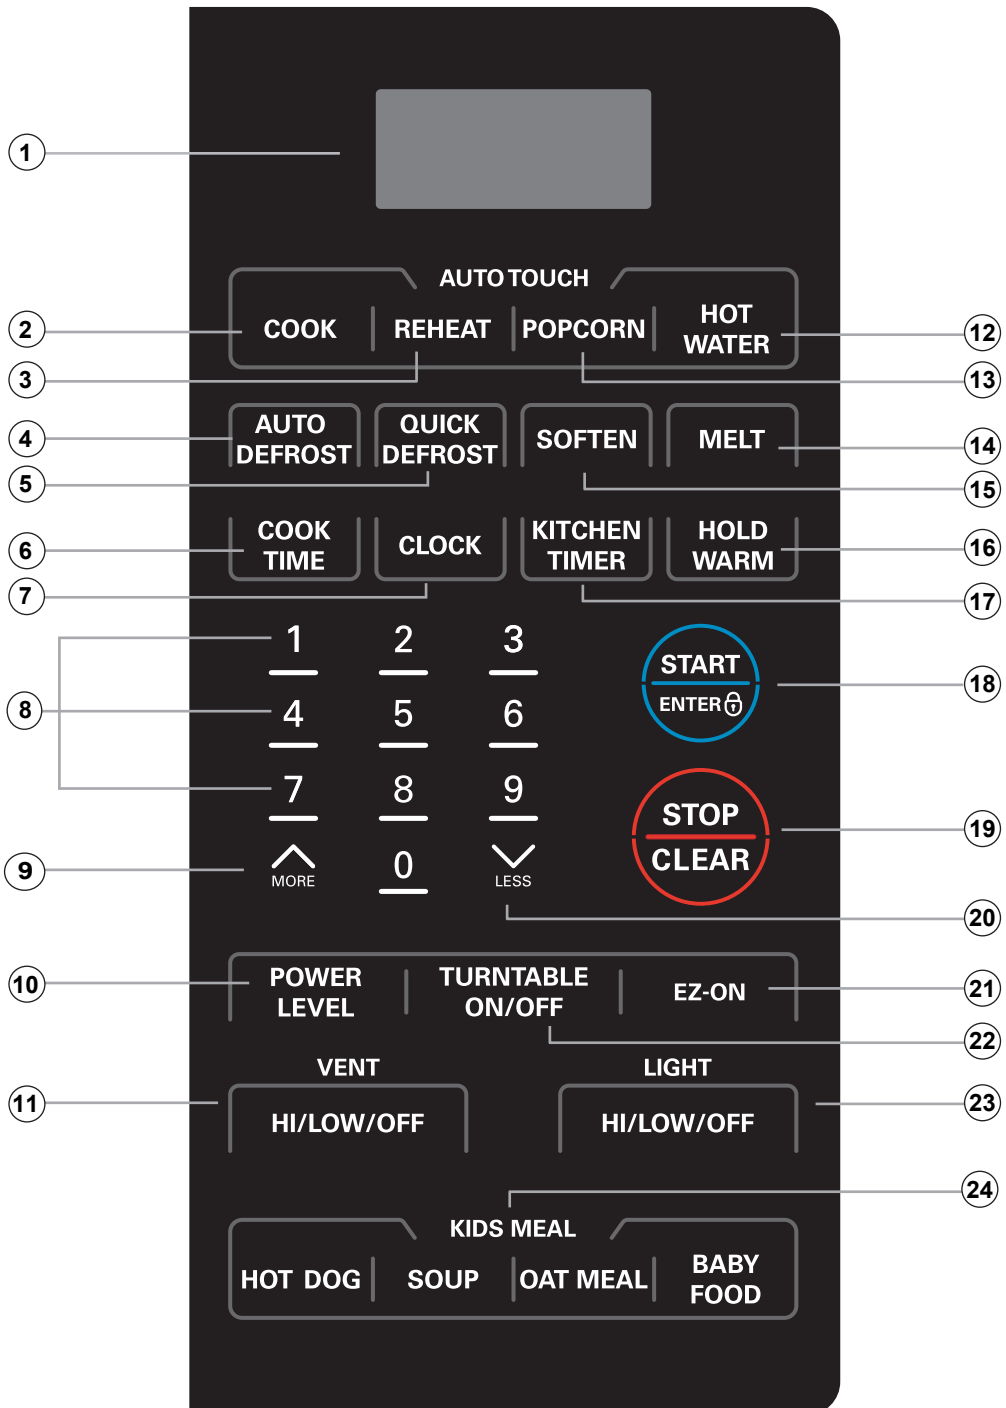 1
AUTO TOUCH
2
COOK
REHEAT
POPCORN
HOT
WATER
12
3
13
4
AUTO
DEFROST
QUICK
DEFROST
SOFTEN
MELT
14
5
15
6
COOK
TIME
CLOCK
KITCHEN
TIMER
HOLD
WARM
16
7
17
1
2
3
START
ENTER
18
8
4
5
6
7
8
9
STOP
CLEAR
19
9
MORE
0
LESS
20
10
POWER
LEVEL
TURNTABLE
ON/OFF
EZ-ON
21
22
VENT
LIGHT
11
HI/LOW/OFF
HI/LOW/OFF
23
24
KIDS MEAL
HOT DOG
SOUP
OAT MEAL
BABY
FOOD